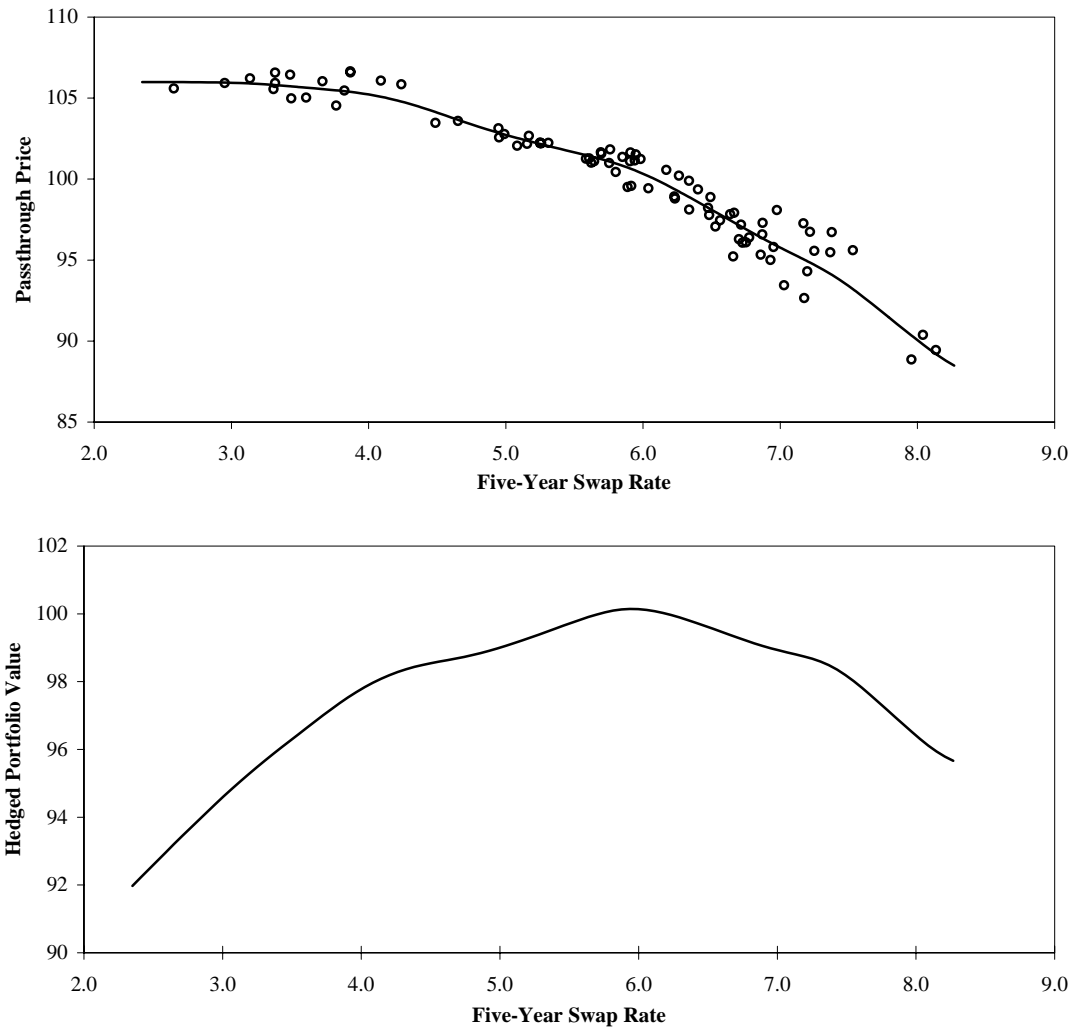 110
105
100
95
90
85
Passthrough Price
2.0 3.0 4.0 5.0 6.0 7.0 8.0 9.0
Five-Year Swap Rate
102
100
98
96
94
92
90
Hedged Portfolio Value
2.0 3.0 4.0 5.0 6.0 7.0 8.0 9.0
Five-Year Swap Rate